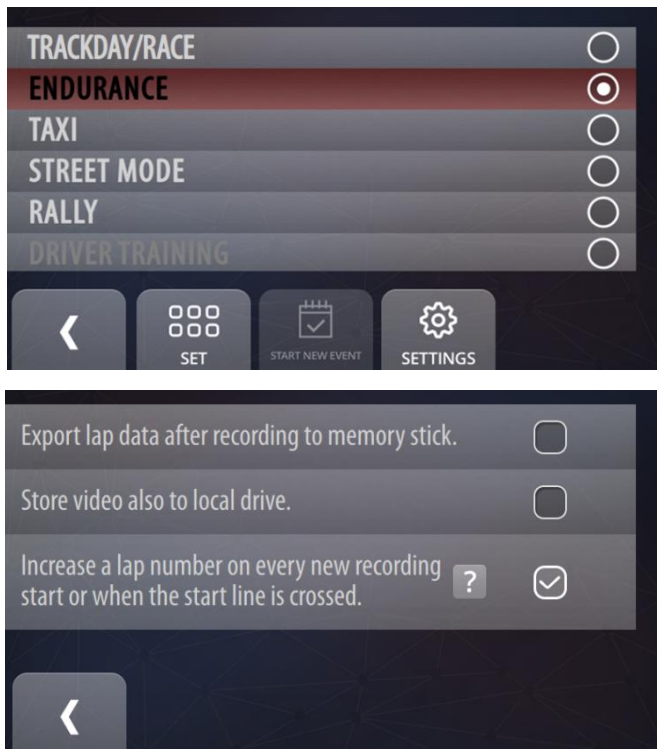 TRACKDAY/RACE
ENDURANCE
TAXI
STREET MODE
RALLY
DRIVER TRAINING
SET
START NEW EVENT
SETTINGS
Export lap data after recording to memory stick.
Store video also to local drive.
Increase a lap number on every new recording
start or when the start line is crossed.
?